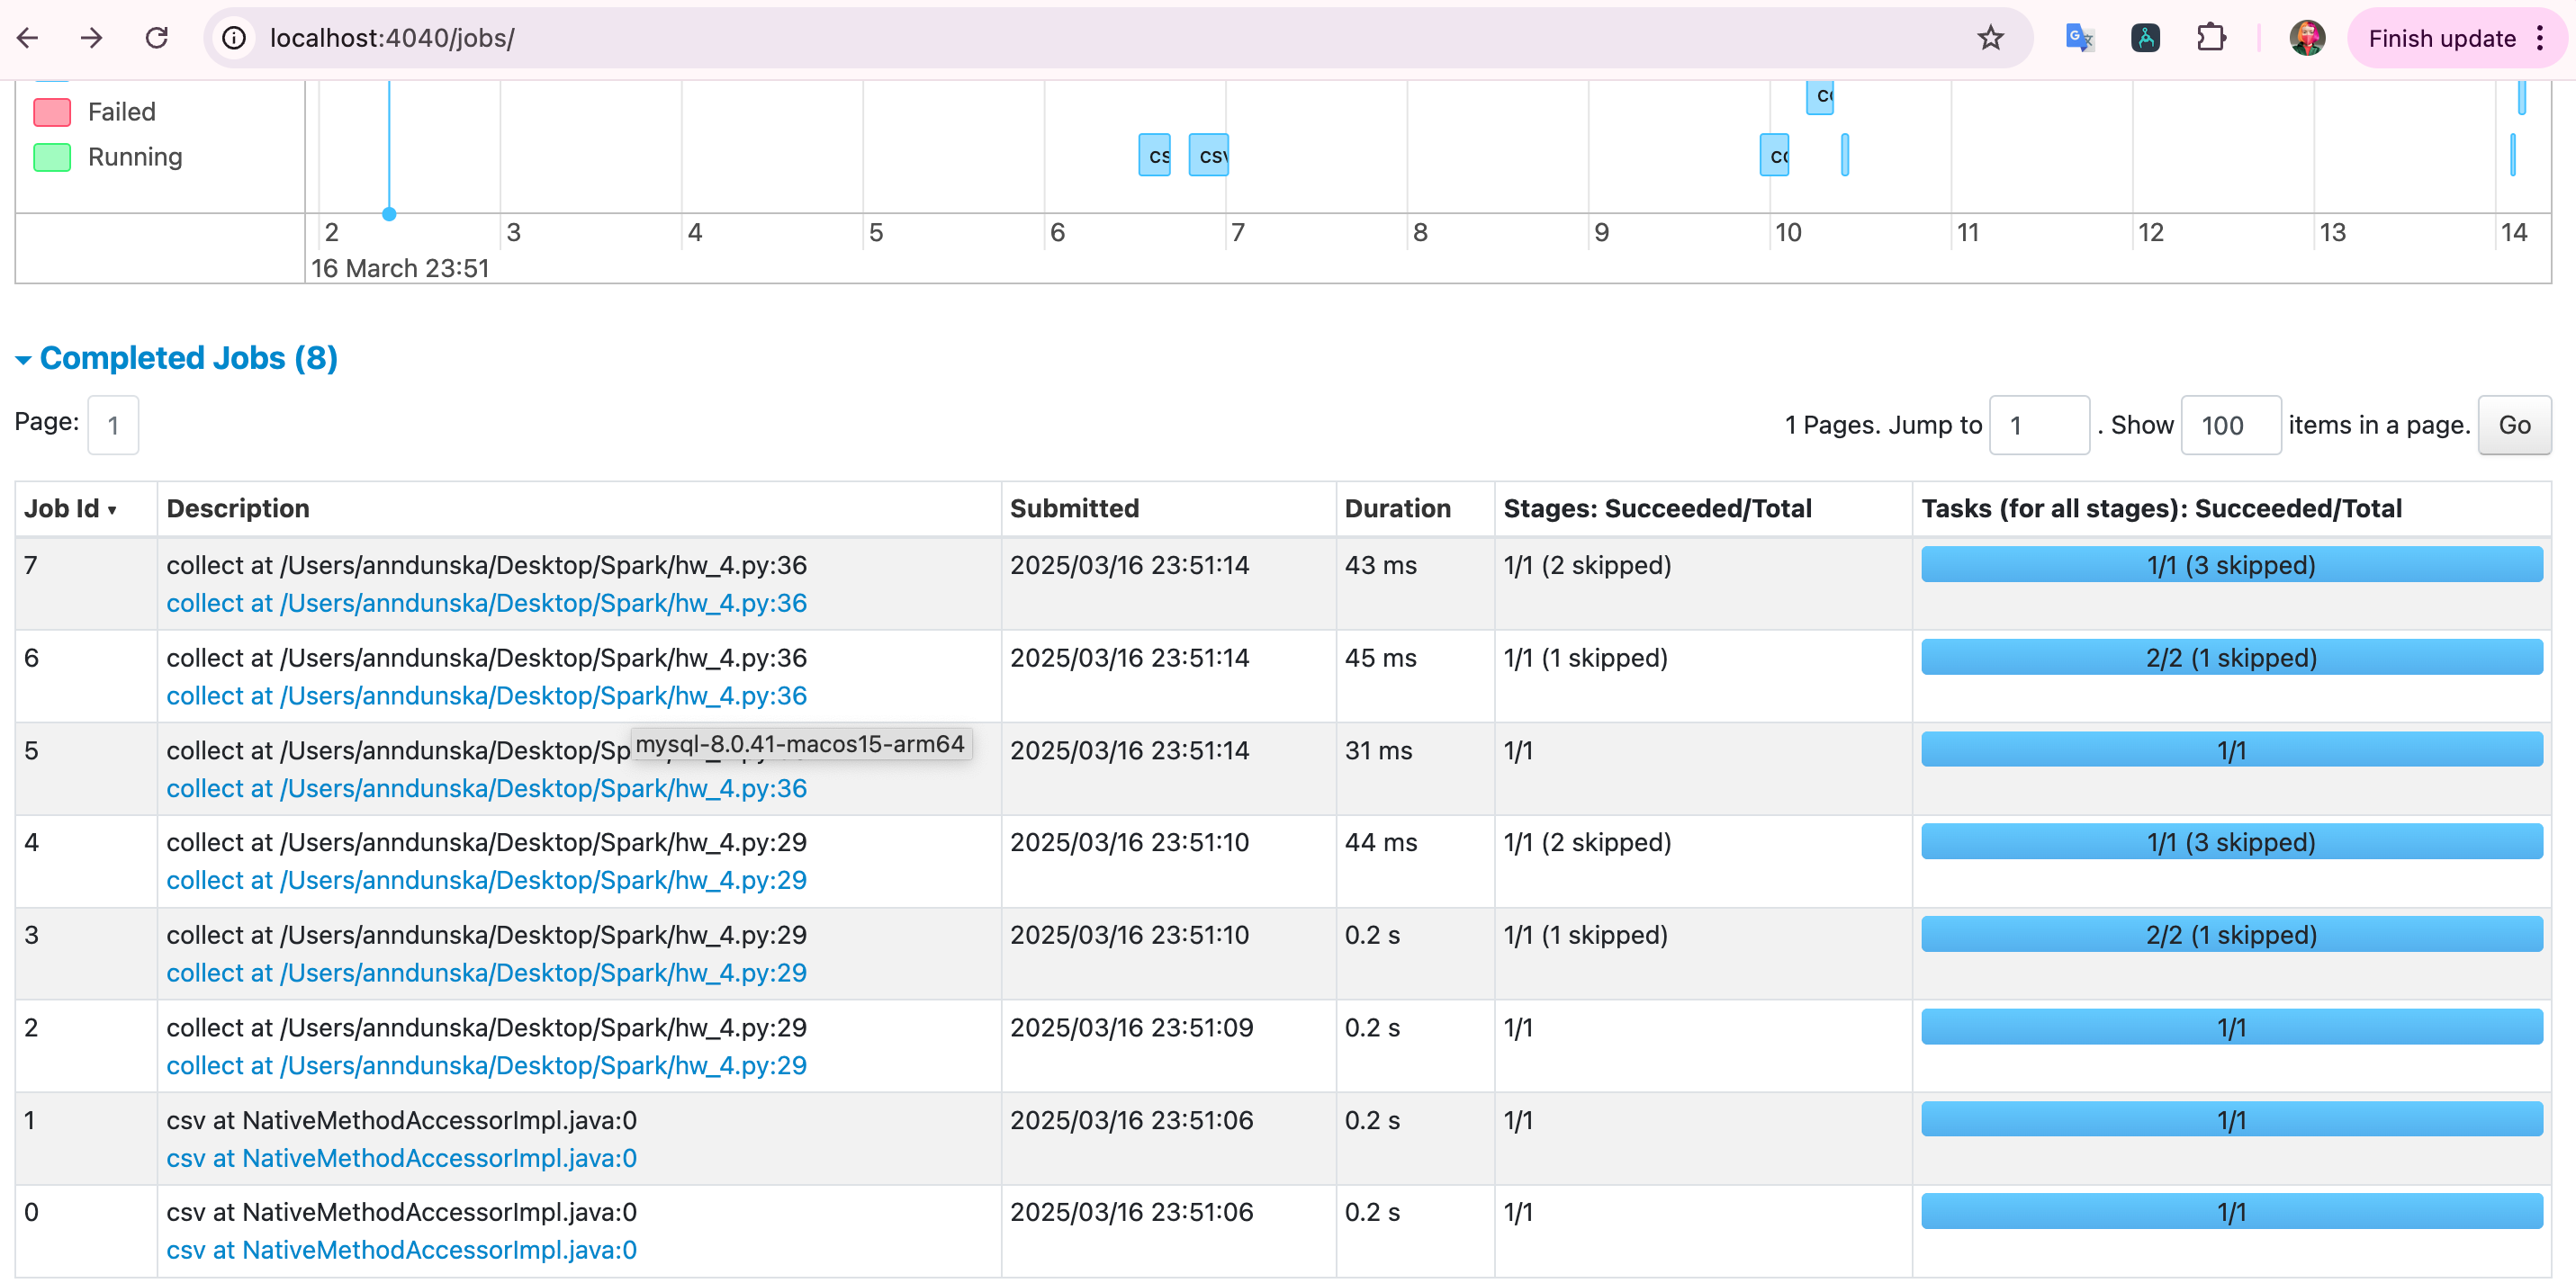 localhost:4040/jobs/
Finish update
Failed
Running
2 3 4 5 6 7 8 9 10 11 12 13 14
16 March 23:51
Completed Jobs (8)
Page: 1
1 Pages. Jump to 1 . Show 100 items in a page. Go
Job Id ▾ Description Submitted Duration Stages: Succeeded/Total Tasks (for all stages): Succeeded/Total
7 collect at /Users/anndunska/Desktop/Spark/hw_4.py:36 2025/03/16 23:51:14 43 ms 1/1 (2 skipped) 1/1 (3 skipped)
collect at /Users/anndunska/Desktop/Spark/hw_4.py:36
6 collect at /Users/anndunska/Desktop/Spark/hw_4.py:36 2025/03/16 23:51:14 45 ms 1/1 (1 skipped) 2/2 (1 skipped)
collect at /Users/anndunska/Desktop/Spark/hw_4.py:36
mysql-8.0.41-macos15-arm64
5 collect at /Users/anndunska/Desktop/Sp 2025/03/16 23:51:14 31 ms 1/1 1/1
collect at /Users/anndunska/Desktop/Spark/hw_4.py:36
4 collect at /Users/anndunska/Desktop/Spark/hw_4.py:29 2025/03/16 23:51:10 44 ms 1/1 (2 skipped) 1/1 (3 skipped)
collect at /Users/anndunska/Desktop/Spark/hw_4.py:29
3 collect at /Users/anndunska/Desktop/Spark/hw_4.py:29 2025/03/16 23:51:10 0.2 s 1/1 (1 skipped) 2/2 (1 skipped)
collect at /Users/anndunska/Desktop/Spark/hw_4.py:29
2 collect at /Users/anndunska/Desktop/Spark/hw_4.py:29 2025/03/16 23:51:09 0.2 s 1/1 1/1
collect at /Users/anndunska/Desktop/Spark/hw_4.py:29
1 csv at NativeMethodAccessorImpl.java:0 2025/03/16 23:51:06 0.2 s 1/1 1/1
csv at NativeMethodAccessorImpl.java:0
0 csv at NativeMethodAccessorImpl.java:0 2025/03/16 23:51:06 0.2 s 1/1 1/1
csv at NativeMethodAccessorImpl.java:0